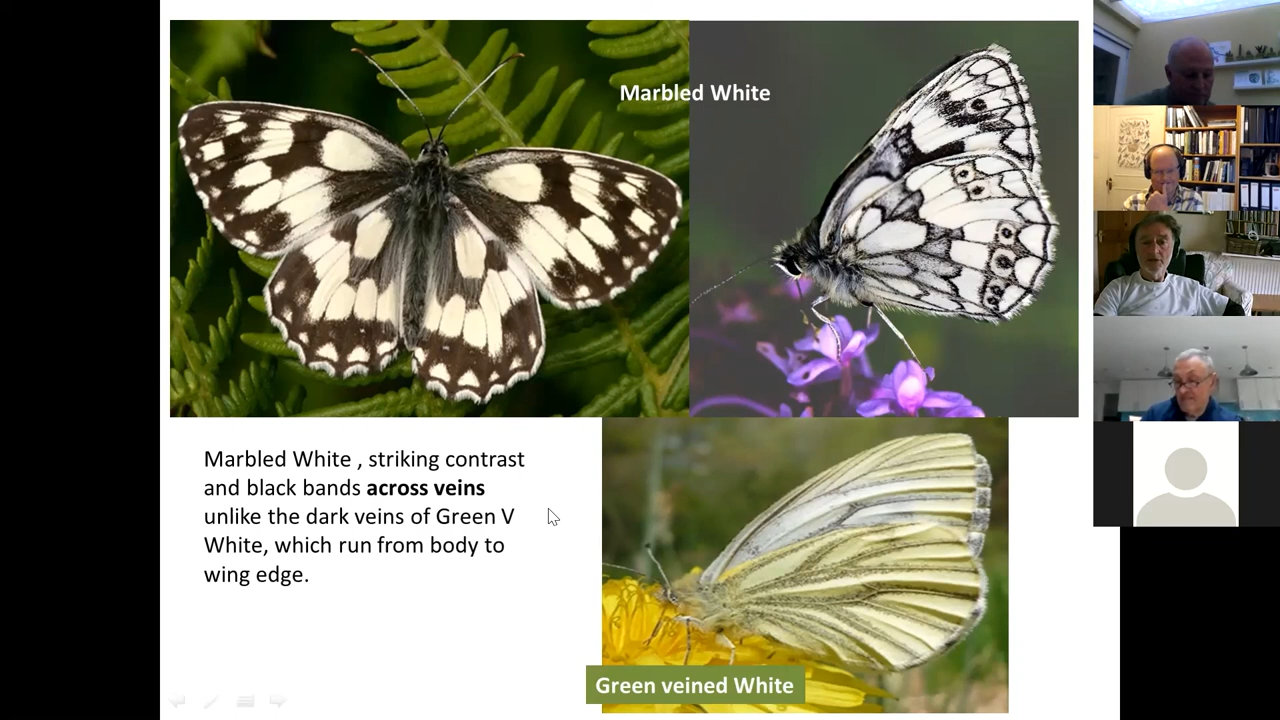 Marbled White
Marbled White , striking contrast
and black bands across veins
unlike the dark veins of Green V
White, which run from body to
wing edge.
Green veined White